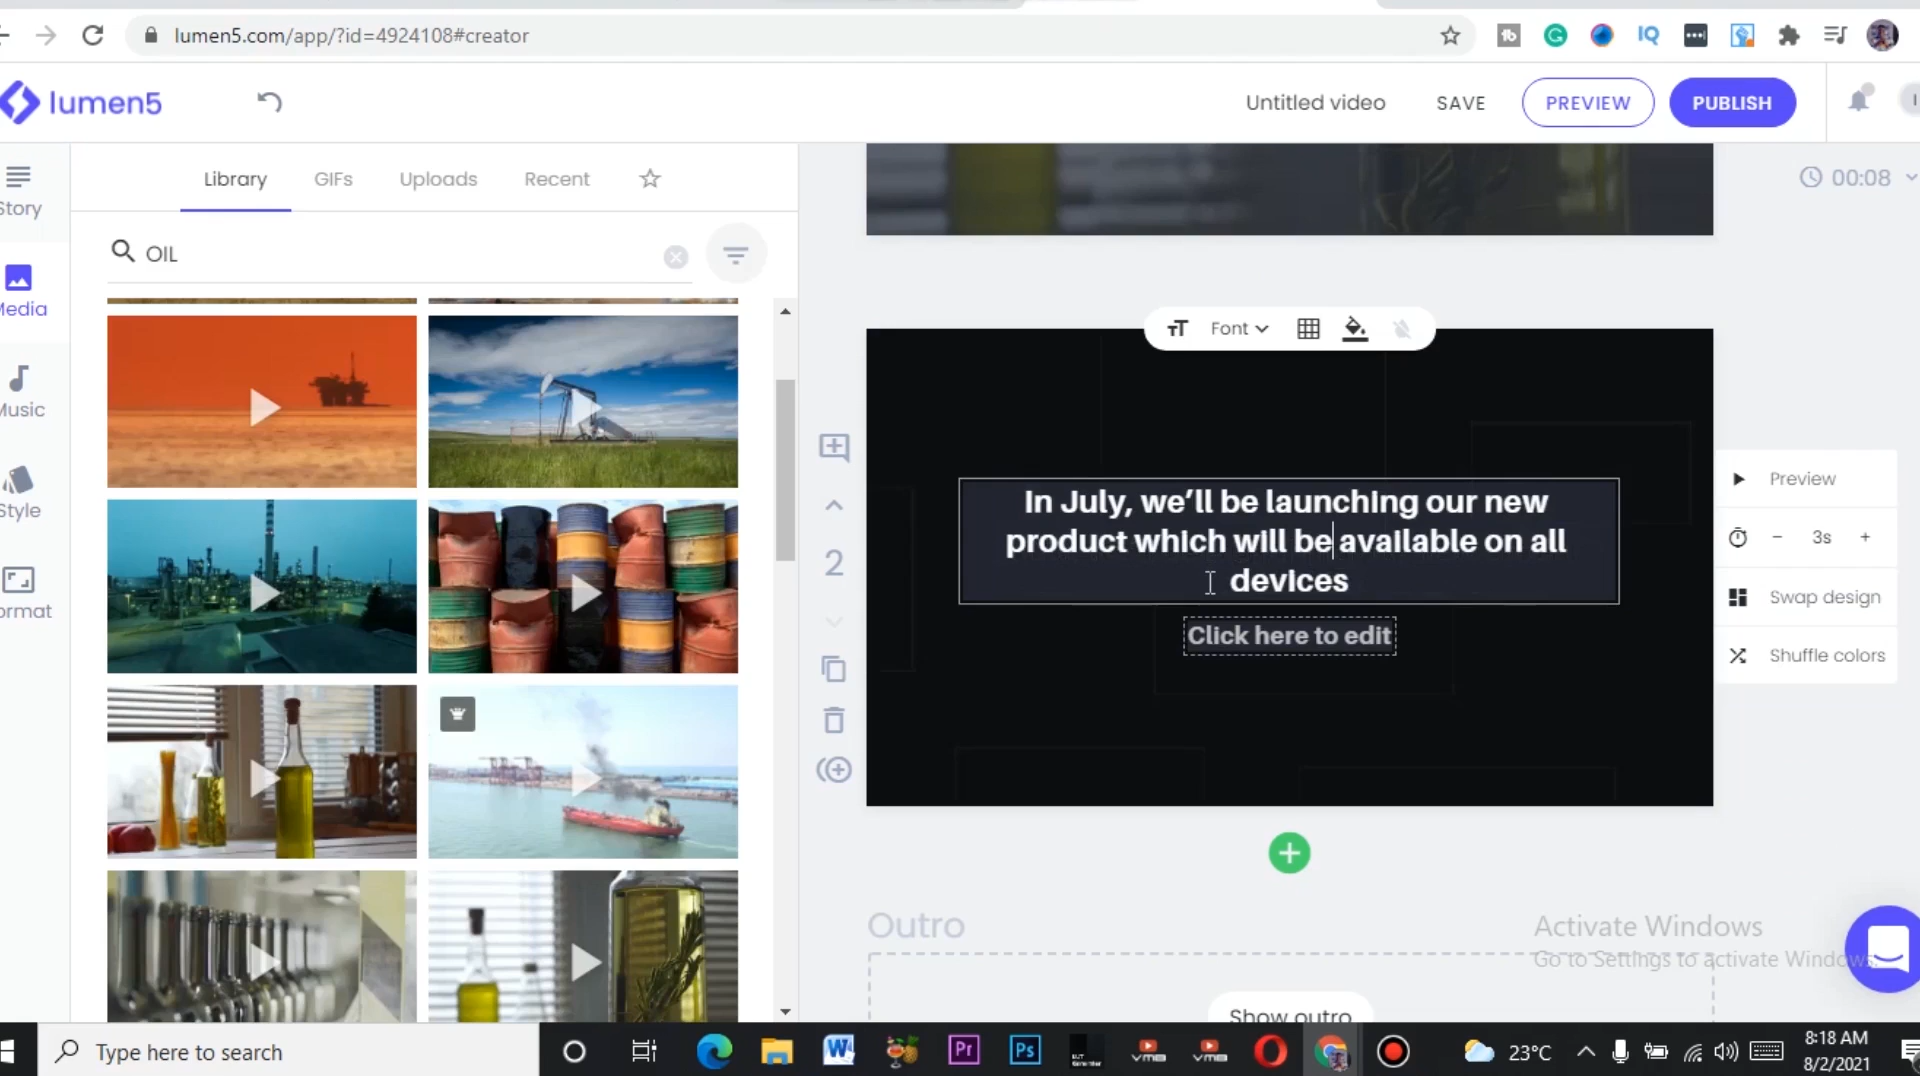 lumen5.com/app/?id=4924108#creator
IQ
lumen5
Untitled video
SAVE
PREVIEW
PUBLISH
Story
Media
Music
Style
Format
Library
GIFs
Uploads
Recent
OIL
00:08
Font
In July, we’ll be launching our new
product which will be available on all
devices
Click here to edit
2
Preview
3s
Swap design
Shuffle colors
Outro
Show outro
Activate Windows
Go to Settings to activate Windows.
Type here to search
W
Pr
Ps
23°C
8:18 AM
8/2/2021